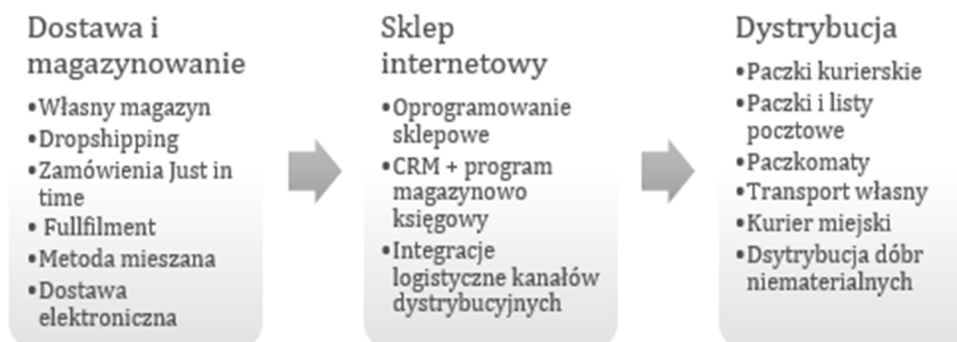 Dostawa i
magazynowanie
•Własny magazyn
•Dropshipping
•Zamówienia Just in
time
• Fullfilment
•Metoda mieszana
•Dostawa
elektroniczna
Sklep
internetowy
•Oprogramowanie
sklepowe
•CRM + program
magazynowo
księgowy
•Integracje
logistyczne kanałów
dystrybucyjnych
Dystrybucja
•Paczki kurierskie
•Paczki i listy
pocztowe
•Paczkomaty
•Transport własny
•Kurier miejski
•Dsytrybucja dóbr
niematerialnych